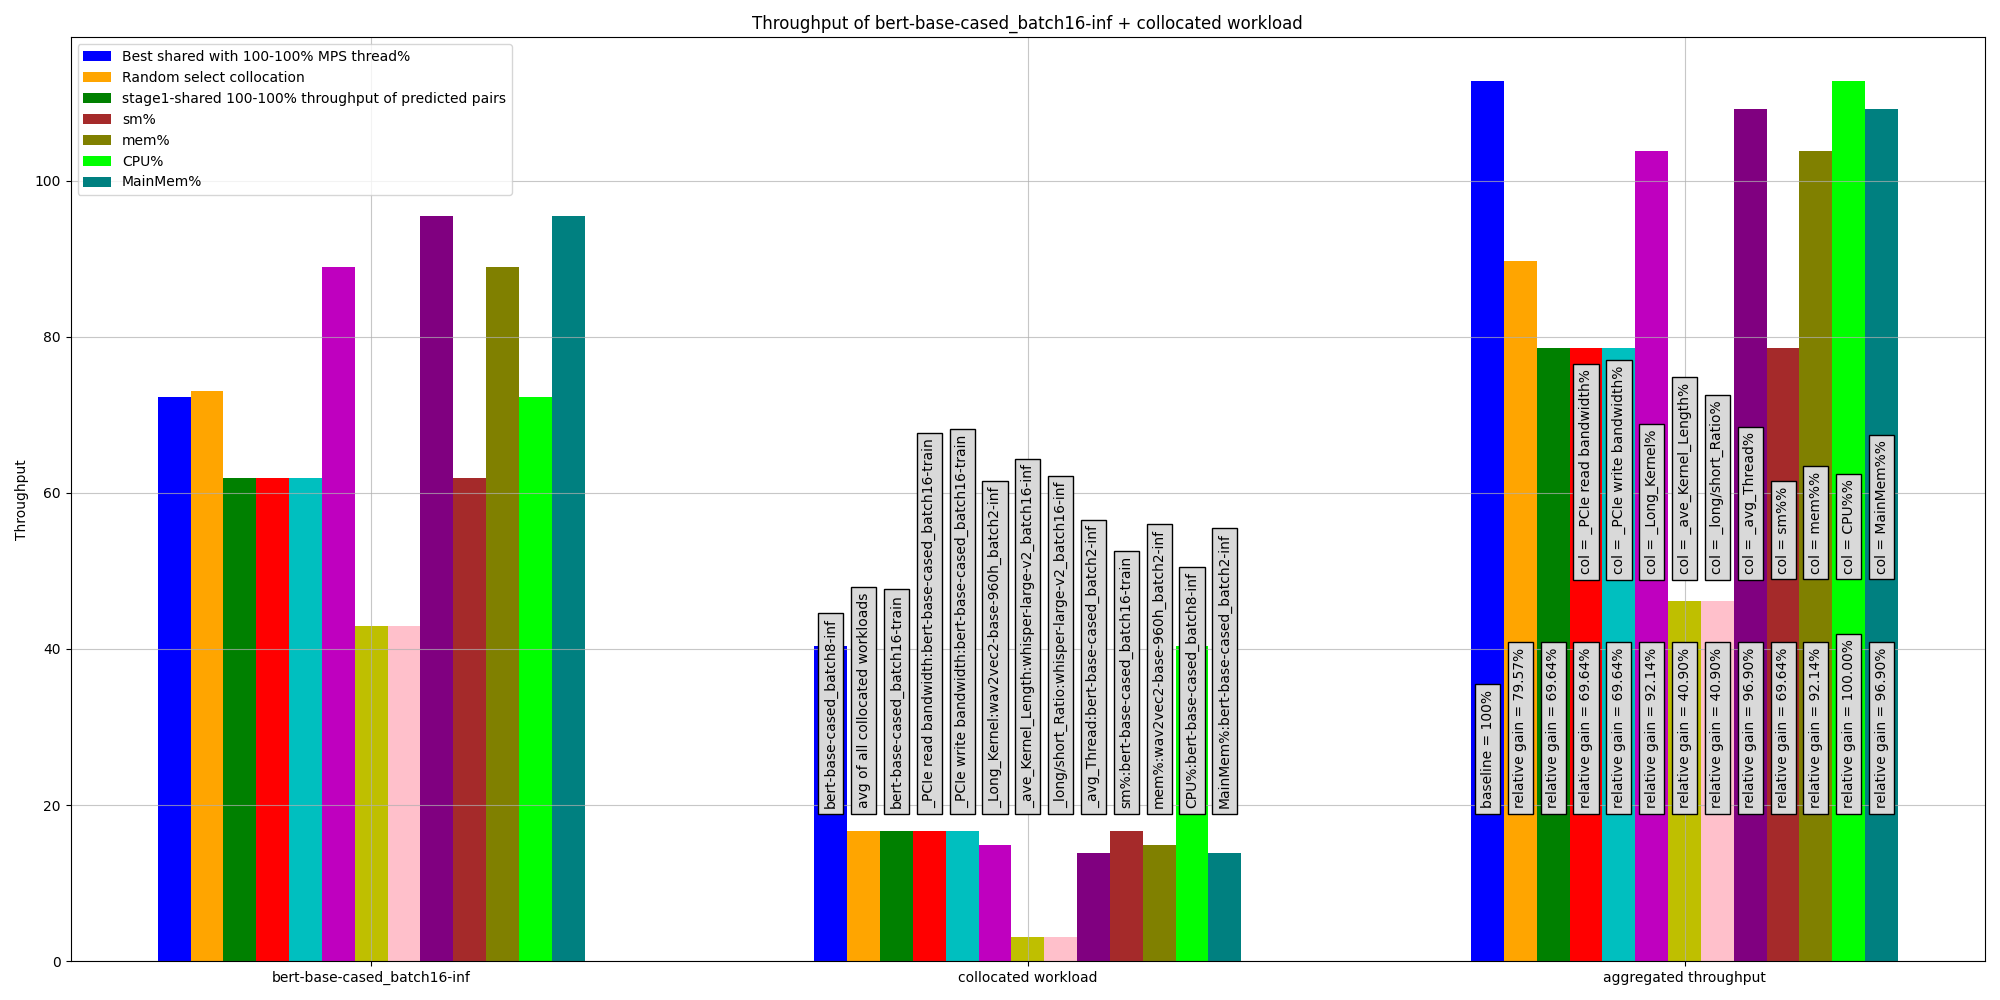 Throughput of bert-base-cased_batch16-inf + collocated workload
Best shared with 100-100% MPS thread%
Random select collocation
stage1-shared 100-100% throughput of predicted pairs
sm%
mem%
CPU%
MainMem%
Throughput
100
80
60
40
20
0
bert-base-cased_batch8-inf
avg of all collocated workloads
bert-base-cased_batch16-train
_PCIe read bandwidth:bert-base-cased_batch16-train
_PCIe write bandwidth:bert-base-cased_batch16-train
_Long_Kernel:wav2vec2-base-960h_batch2-inf
_ave_Kernel_Length:whisper-large-v2_batch16-inf
_long/short_Ratio:whisper-large-v2_batch16-inf
_avg_Thread:bert-base-cased_batch2-inf
sm%:bert-base-cased_batch16-train
mem%:wav2vec2-base-960h_batch2-inf
CPU%:bert-base-cased_batch8-inf
MainMem%:bert-base-cased_batch2-inf
col = _PCIe read bandwidth%
col = _PCIe write bandwidth%
col = _Long_Kernel%
col = _ave_Kernel_Length%
col = _long/short_Ratio%
col = _avg_Thread%
col = sm%%
col = mem%%
col = CPU%%
col = MainMem%%
baseline = 100%
relative gain = 79.57%
relative gain = 69.64%
relative gain = 69.64%
relative gain = 69.64%
relative gain = 92.14%
relative gain = 40.90%
relative gain = 40.90%
relative gain = 96.90%
relative gain = 69.64%
relative gain = 92.14%
relative gain = 100.00%
relative gain = 96.90%
bert-base-cased_batch16-inf
collocated workload
aggregated throughput